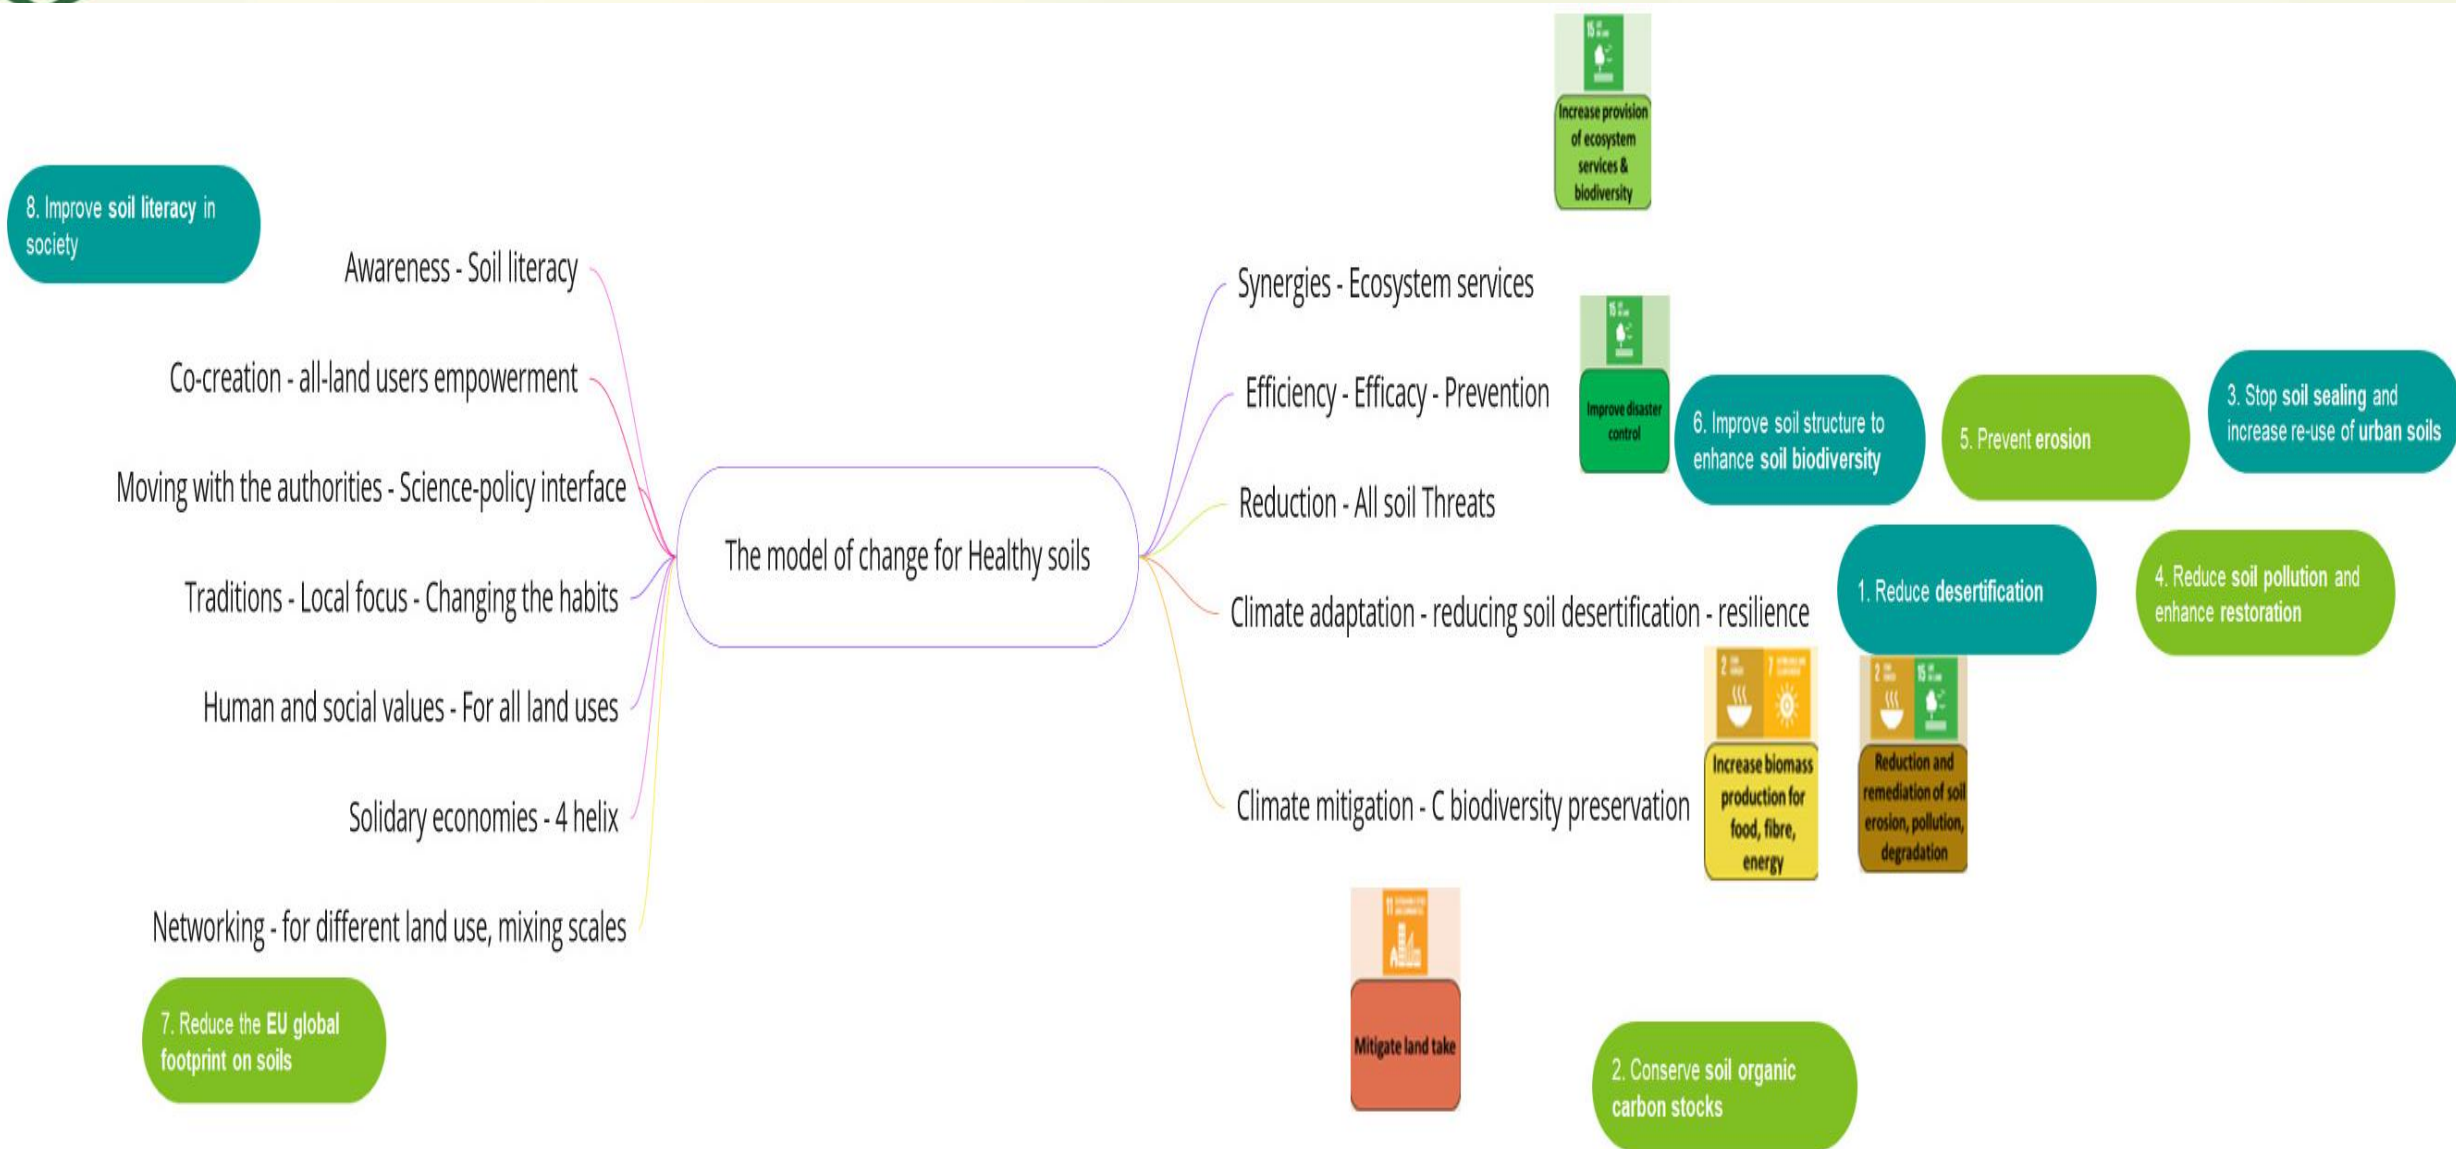 8. Improve soil literacy in
society
Awareness - Soil literacy
Co-creation - all-land users empowerment
Moving with the authorities - Science-policy interface
Traditions - Local focus - Changing the habits
Human and social values - For all land uses
Solidary economies - 4 helix
Networking - for different land use, mixing scales
7. Reduce the EU global
footprint on soils
The model of change for Healthy soils
15
Increase provision
of ecosystem
services &
biodiversity
Synergies - Ecosystem services
Efficiency - Efficacy - Prevention
15
Improve disaster
control
6. Improve soil structure to
enhance soil biodiversity
5. Prevent erosion
3. Stop soil sealing and
increase re-use of urban soils
Reduction - All soil Threats
Climate adaptation - reducing soil desertification - resilience
1. Reduce desertification
4. Reduce soil pollution and
enhance restoration
Climate mitigation - C biodiversity preservation
2
7
Increase biomass
production for
food, fibre,
energy
2
15
Reduction and
remediation of soil
erosion, pollution,
degradation
11
Mitigate land take
2. Conserve soil organic
carbon stocks